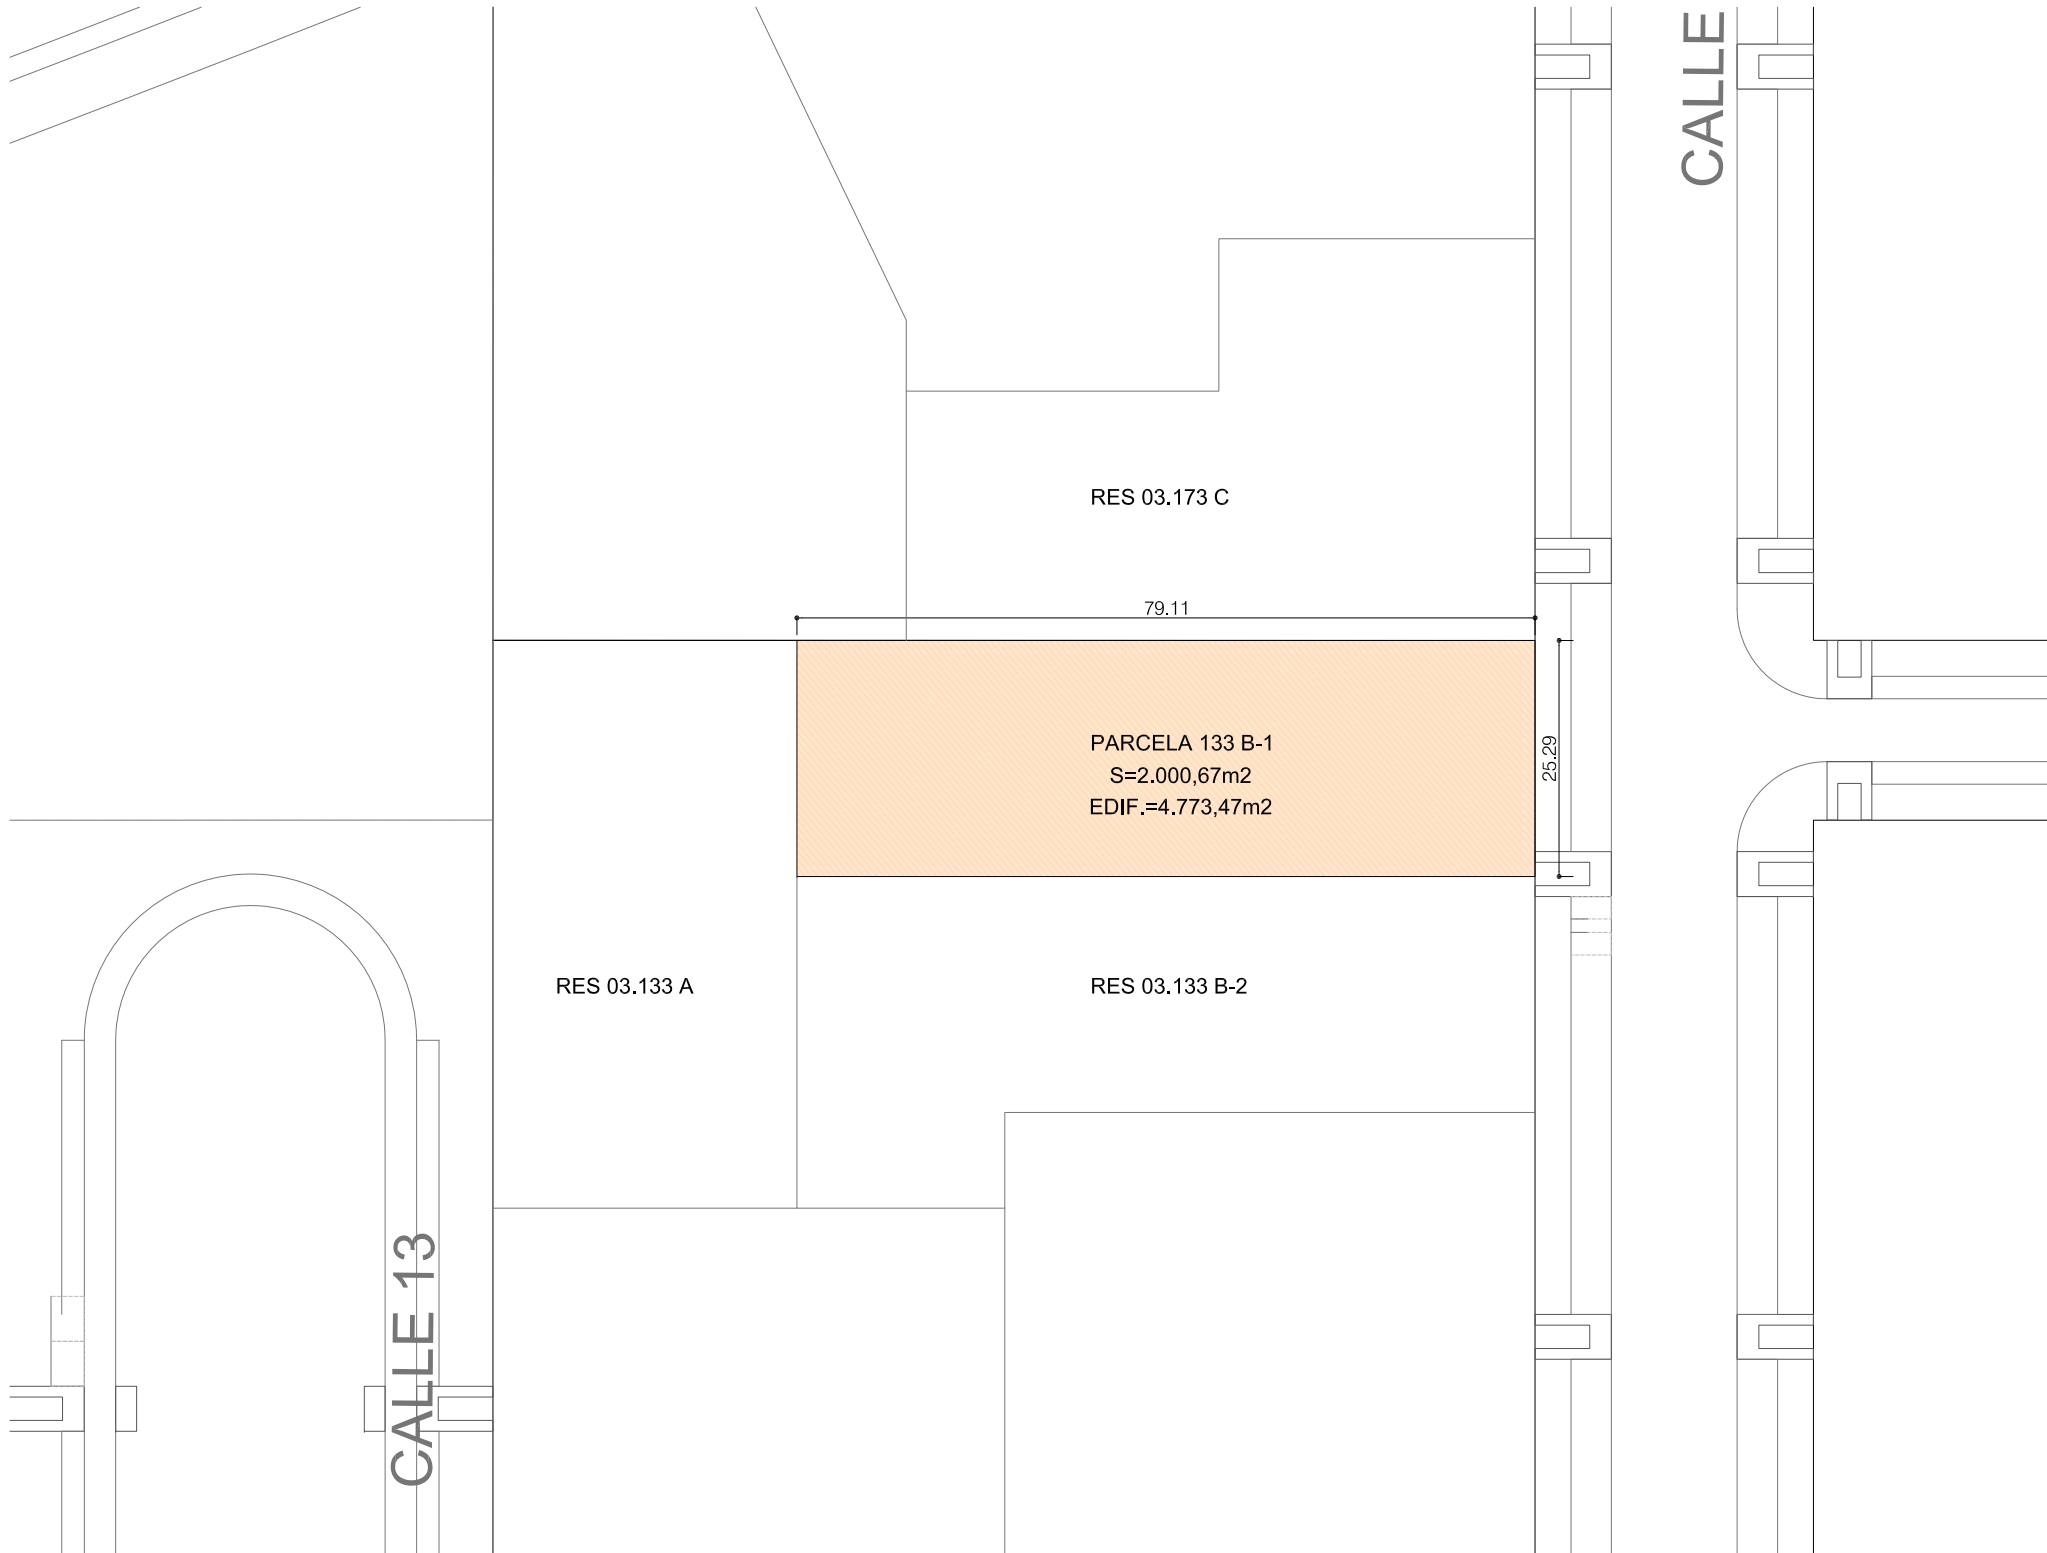 CALLE
RES 03.173 C
79.11
25.29
PARCELA 133 B-1
S=2.000,67m2
EDIF.=4.773,47m2
RES 03.133 A
RES 03.133 B-2
CALLE 13